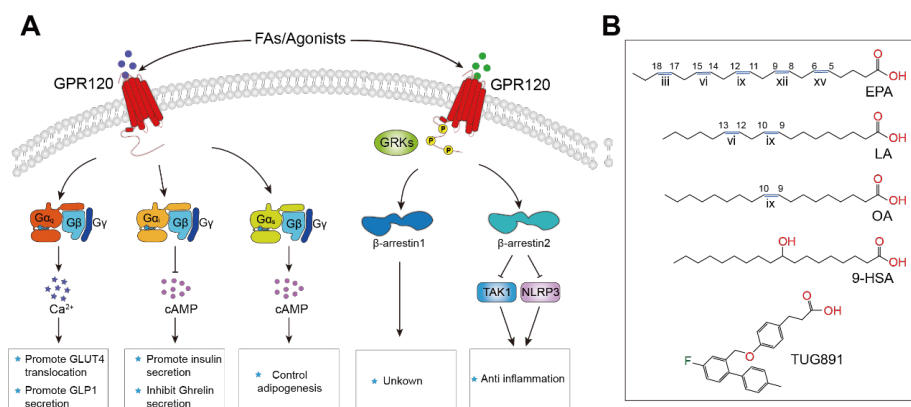 A
FAs/Agonists
GPR120
GPR120
GRKs
P
P
P
Gαq
Gβ
Gγ
Gαi
Gβ
Gαs
Gβ
Gγ
β-arrestin1
β-arrestin2
TAK1
NLRP3
Ca2+
cAMP
cAMP
Promote GLUT4
translocation
Promote GLP1
secretion
Promote insulin
secretion
Inhibit Ghrelin secretion
Control
adipogenesis
Unkown
Anti inflammation
B
18 17 15 14 12 11 9 8 6 5
iii vi ix xii xv
O
OH
EPA
13 12 10 9
vi ix
O
OH
LA
10 9
ix
O
OH
OA
OH
O
OH
9-HSA
O
OH
F
O
TUG891